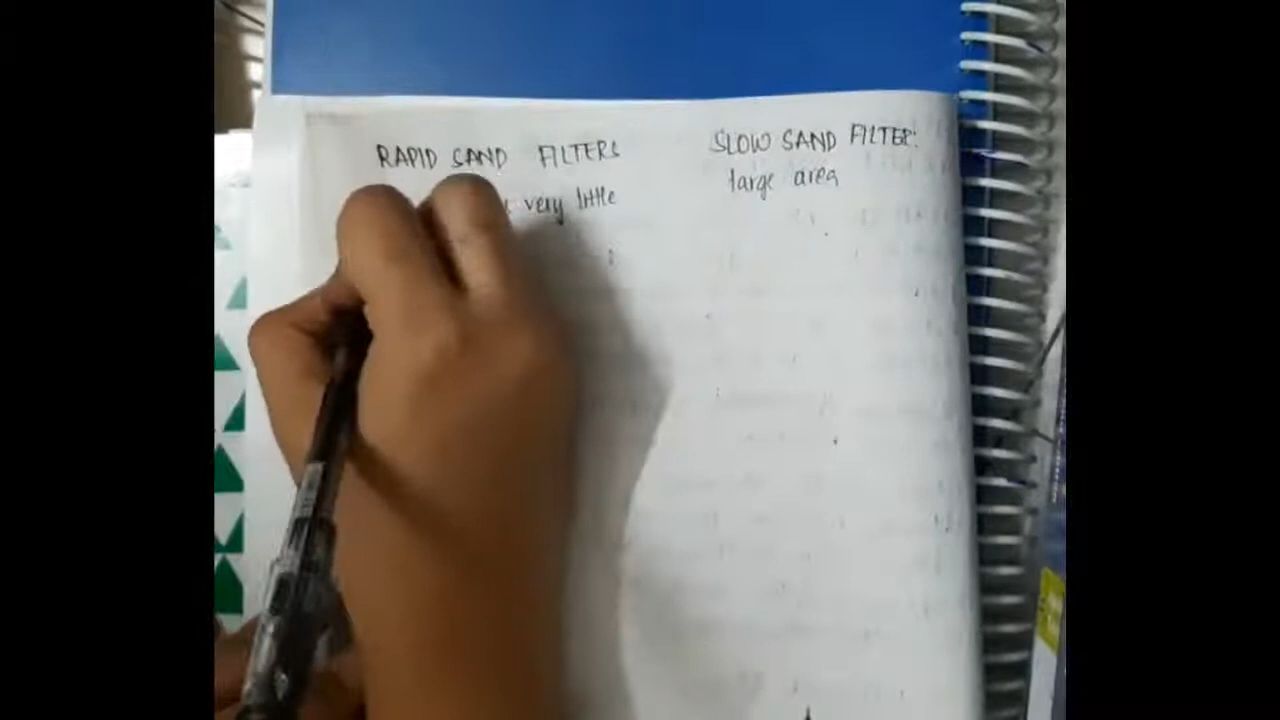 RAPID SAND FILTERS
very little
SLOW SAND FILTER:
large area